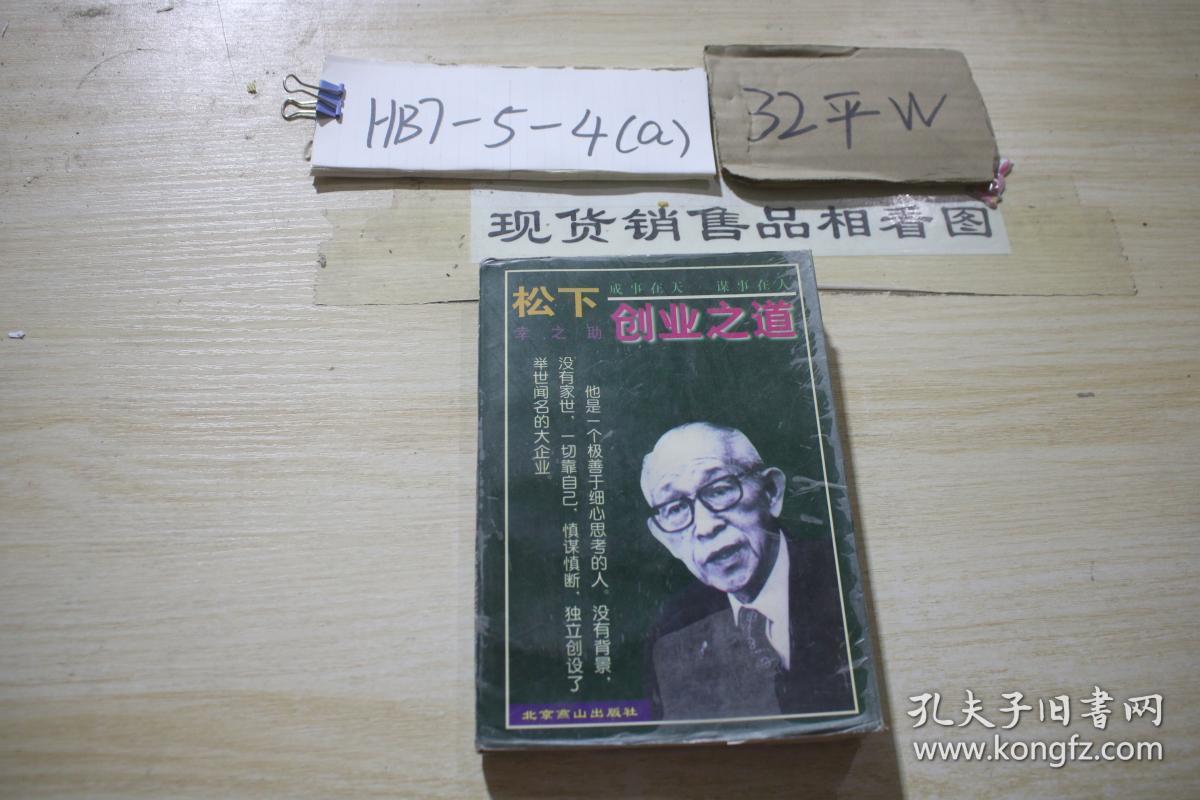 HB7-5-4(a)
32平W
现货销售品相看图
成事在天 谋事在人
松下
幸之助
创业之道
他是一个极善于细心思考的人。没有背景，
没有家世，一切靠自己，慎谋慎断，独立创设了
举世闻名的大企业。
北京燕山出版社
孔夫子旧書网
www.kongfz.com